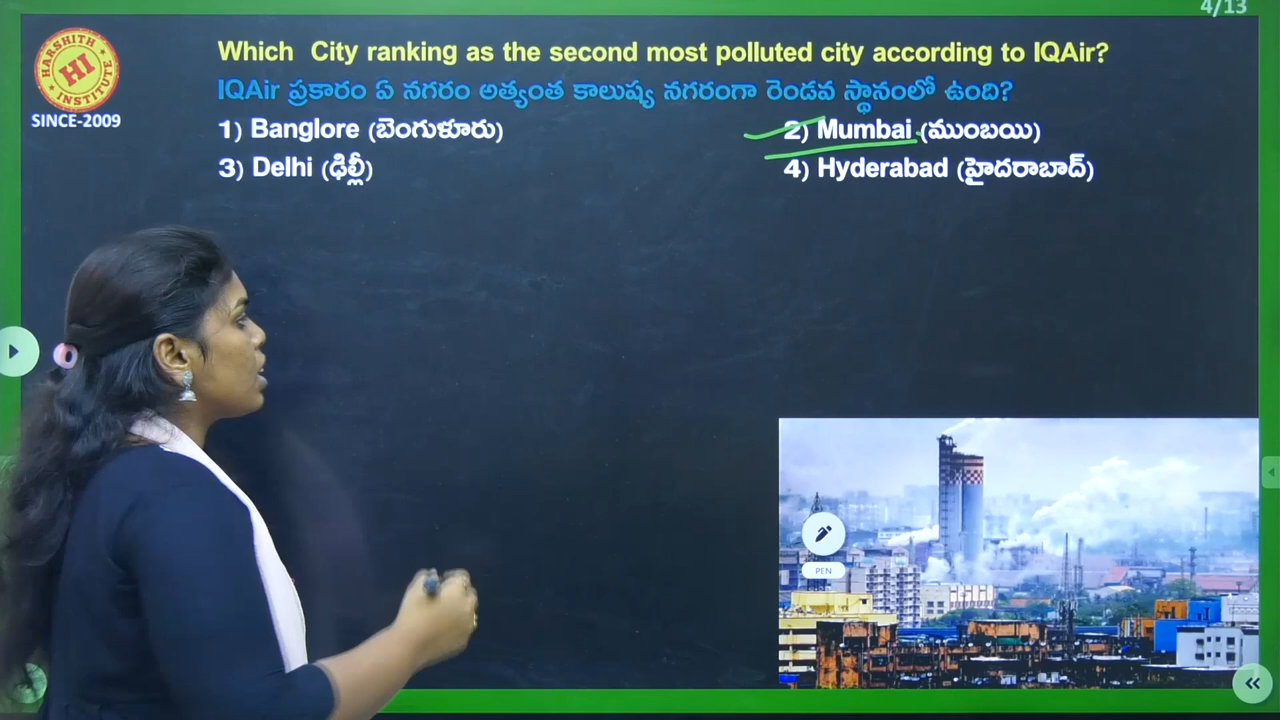 4/13
HARSHITH
HI
INSTITUTE
SINCE-2009
Which City ranking as the second most polluted city according to IQAir?
IQAir ప్రకారం ఏ నగరం అత్యంత కాలుష్య నగరంగా రెండవ స్థానంలో ఉంది?
1) Banglore (బెంగుళూరు) 2) Mumbai (ముంబయి)
3) Delhi (ఢిల్లీ) 4) Hyderabad (హైదరాబాద్)
PEN